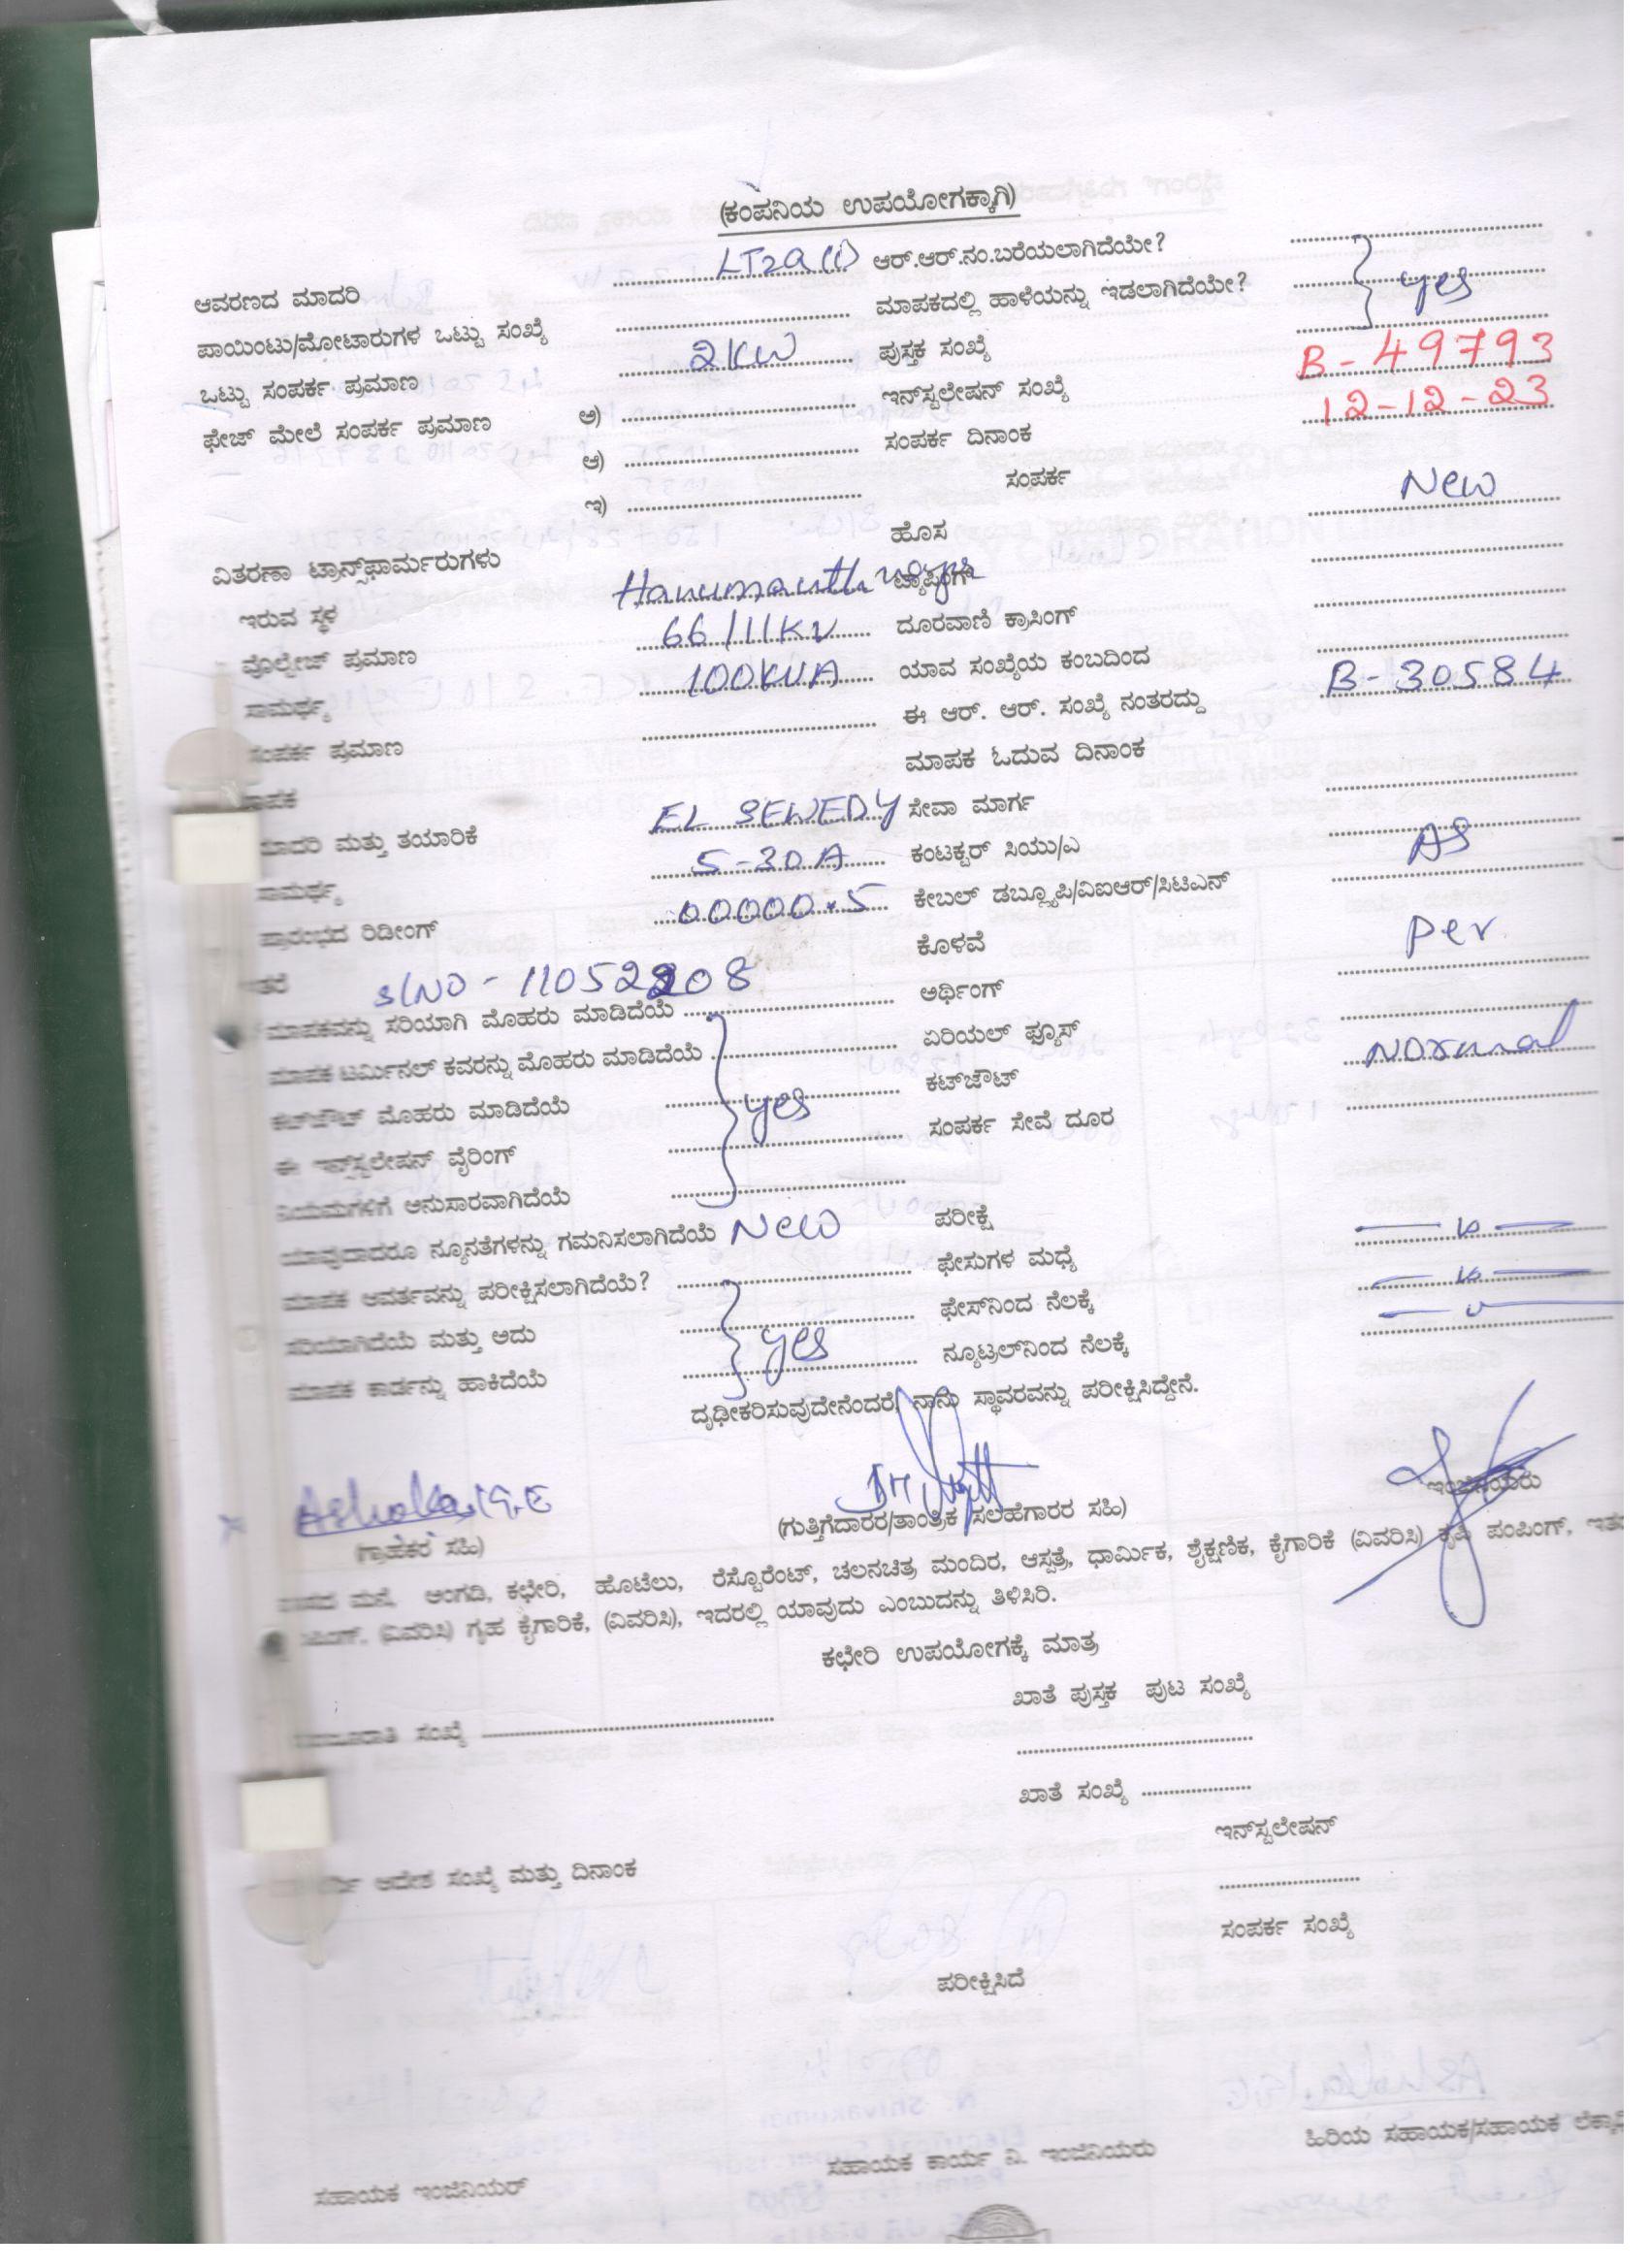 (ಕಂಪನಿಯ ಉಪಯೋಗಕ್ಕಾಗಿ)
ಆವರಣದ ಮಾದರಿ LT2a(1) ಆರ್.ಆರ್.ನಂ.ಬರೆಯಲಾಗಿದೆಯೇ?
ಪಾಯಿಂಟು/ಮೋಟಾರುಗಳ ಒಟ್ಟು ಸಂಖ್ಯೆ ಮಾಪಕದಲ್ಲಿ ಹಾಳೆಯನ್ನು ಇಡಲಾಗಿದೆಯೇ? yes
ಒಟ್ಟು ಸಂಪರ್ಕ ಪ್ರಮಾಣ 2KW ಪುಸ್ತಕ ಸಂಖ್ಯೆ
ಫೇಜ್ ಮೇಲೆ ಸಂಪರ್ಕ ಪ್ರಮಾಣ ಅ) ಇನ್‌ಸ್ಟಲೇಷನ್ ಸಂಖ್ಯೆ B-49793
ಆ) ಸಂಪರ್ಕ ದಿನಾಂಕ 12-12-23
ಇ) ಸಂಪರ್ಕ
ವಿತರಣಾ ಟ್ರಾನ್ಸ್‌ಫಾರ್ಮರುಗಳು ಹೊಸ New
ಇರುವ ಸ್ಥಳ ಟ್ಯಾಪಿಂಗ್
ವೊಲ್ಟೇಜ್ ಪ್ರಮಾಣ 66/11KV ದೂರವಾಣಿ ಕ್ರಾಸಿಂಗ್
ಸಾಮರ್ಥ್ಯ 100KVA ಯಾವ ಸಂಖ್ಯೆಯ ಕಂಬದಿಂದ
ಸಂಪರ್ಕ ಪ್ರಮಾಣ ಈ ಆರ್. ಆರ್. ಸಂಖ್ಯೆ ನಂತರದ್ದು B-30584
ಮಾಪಕ ಓದುವ ದಿನಾಂಕ
ಮಾದರಿ ಮತ್ತು ತಯಾರಿಕೆ EL SEWEDY ಸೇವಾ ಮಾರ್ಗ
ಸಾಮರ್ಥ್ಯ 5-30A ಕಂಟಕ್ಟರ್ ಸಿಯು/ಎ
ಪ್ರಾರಂಭದ ರಿಡೀಂಗ್ 00000.5 ಕೇಬಲ್ ಡಬ್ಲ್ಯೂಪಿ/ವಿಐಆರ್/ಸಿಟಿಎನ್ AS
ಕೊಳವೆ
sl NO - 11052208 ಅರ್ಥಿಂಗ್ per
ಮಾಪಕವನ್ನು ಸರಿಯಾಗಿ ಮೊಹರು ಮಾಡಿದೆಯೆ ಏರಿಯಲ್ ಫ್ಯೂಸ್
ಮಾಪಕ ಟರ್ಮಿನಲ್ ಕವರನ್ನು ಮೊಹರು ಮಾಡಿದೆಯೆ ಕಟ್‌ಔಟ್ Normal
ಕಟ್‌ಔಟ್ ಮೊಹರು ಮಾಡಿದೆಯೆ yes ಸಂಪರ್ಕ ಸೇವೆ ದೂರ
ಈ ಇನ್‌ಸ್ಟಲೇಷನ್ ವೈರಿಂಗ್
ನಿಯಮಗಳಿಗೆ ಅನುಸಾರವಾಗಿದೆಯೆ
ಯಾವುದಾದರೂ ನ್ಯೂನತೆಗಳನ್ನು ಗಮನಿಸಲಾಗಿದೆಯೆ New ಪರೀಕ್ಷೆ
ಮಾಪಕ ಆವರ್ತವನ್ನು ಪರೀಕ್ಷಿಸಲಾಗಿದೆಯೆ? ಫೇಸುಗಳ ಮಧ್ಯೆ
ಸರಿಯಾಗಿದೆಯೆ ಮತ್ತು ಅದು yes ಫೇಸ್‌ನಿಂದ ನೆಲಕ್ಕೆ
ಮಾಪಕ ಕಾರ್ಡನ್ನು ಹಾಕಿದೆಯೆ ನ್ಯೂಟ್ರಲ್‌ನಿಂದ ನೆಲಕ್ಕೆ
ದೃಢೀಕರಿಸುವುದೇನೆಂದರೆ, ನಾನು ಸ್ಥಾವರವನ್ನು ಪರೀಕ್ಷಿಸಿದ್ದೇನೆ.
Ashoka.G.E ಇಂಜಿನಿಯರು
(ಗ್ರಾಹಕರ ಸಹಿ) (ಗುತ್ತಿಗೆದಾರರ/ತಾಂತ್ರಿಕ ಸಲಹೆಗಾರರ ಸಹಿ)
ಮನೆ, ಅಂಗಡಿ, ಕಛೇರಿ, ಹೊಟೆಲು, ರೆಸ್ಟೊರೆಂಟ್, ಚಲನಚಿತ್ರ ಮಂದಿರ, ಆಸ್ಪತ್ರೆ, ಧಾರ್ಮಿಕ, ಶೈಕ್ಷಣಿಕ, ಕೈಗಾರಿಕೆ (ವಿವರಿಸಿ) ಕೃಷಿ ಪಂಪಿಂಗ್,
(ವಿವರಿಸಿ) ಗೃಹ ಕೈಗಾರಿಕೆ, (ವಿವರಿಸಿ), ಇದರಲ್ಲಿ ಯಾವುದು ಎಂಬುದನ್ನು ತಿಳಿಸಿರಿ.
ಕಛೇರಿ ಉಪಯೋಗಕ್ಕೆ ಮಾತ್ರ
ಖಾತೆ ಪುಸ್ತಕ ಪುಟ ಸಂಖ್ಯೆ
ಸಂಖ್ಯೆ
ಖಾತೆ ಸಂಖ್ಯೆ
ಇನ್‌ಸ್ಟಲೇಷನ್
ಆದೇಶ ಸಂಖ್ಯೆ ಮತ್ತು ದಿನಾಂಕ
ಸಂಪರ್ಕ ಸಂಖ್ಯೆ
ಪರೀಕ್ಷಿಸಿದೆ
ಸಹಾಯಕ ಇಂಜಿನಿಯರ್ ಸಹಾಯಕ ಕಾರ್ಯ ನಿ. ಇಂಜಿನಿಯರು ಹಿರಿಯ ಸಹಾಯಕ/ಸಹಾಯಕ